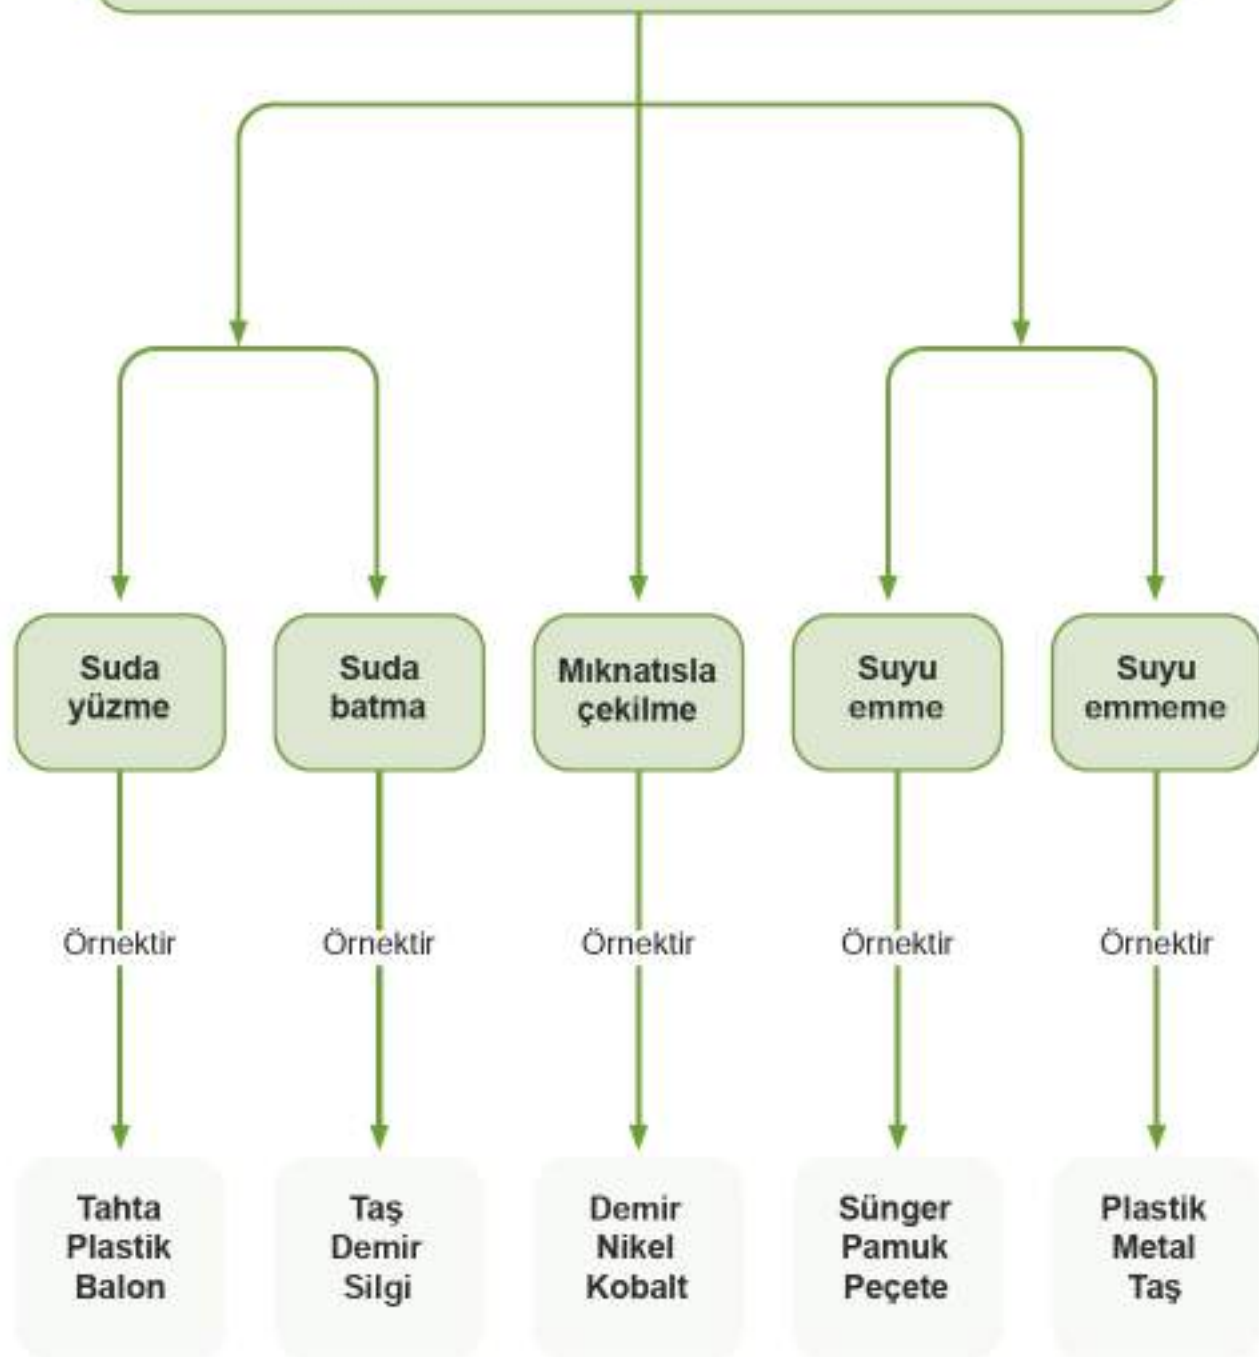 Suda
yüzme
Suda
batma
Mıknatısla
çekilme
Suyu
emme
Suyu
emmeme
Örnektir
Örnektir
Örnektir
Örnektir
Örnektir
Tahta
Plastik
Balon
Taş
Demir
Silgi
Demir
Nikel
Kobalt
Sünger
Pamuk
Peçete
Plastik
Metal
Taş